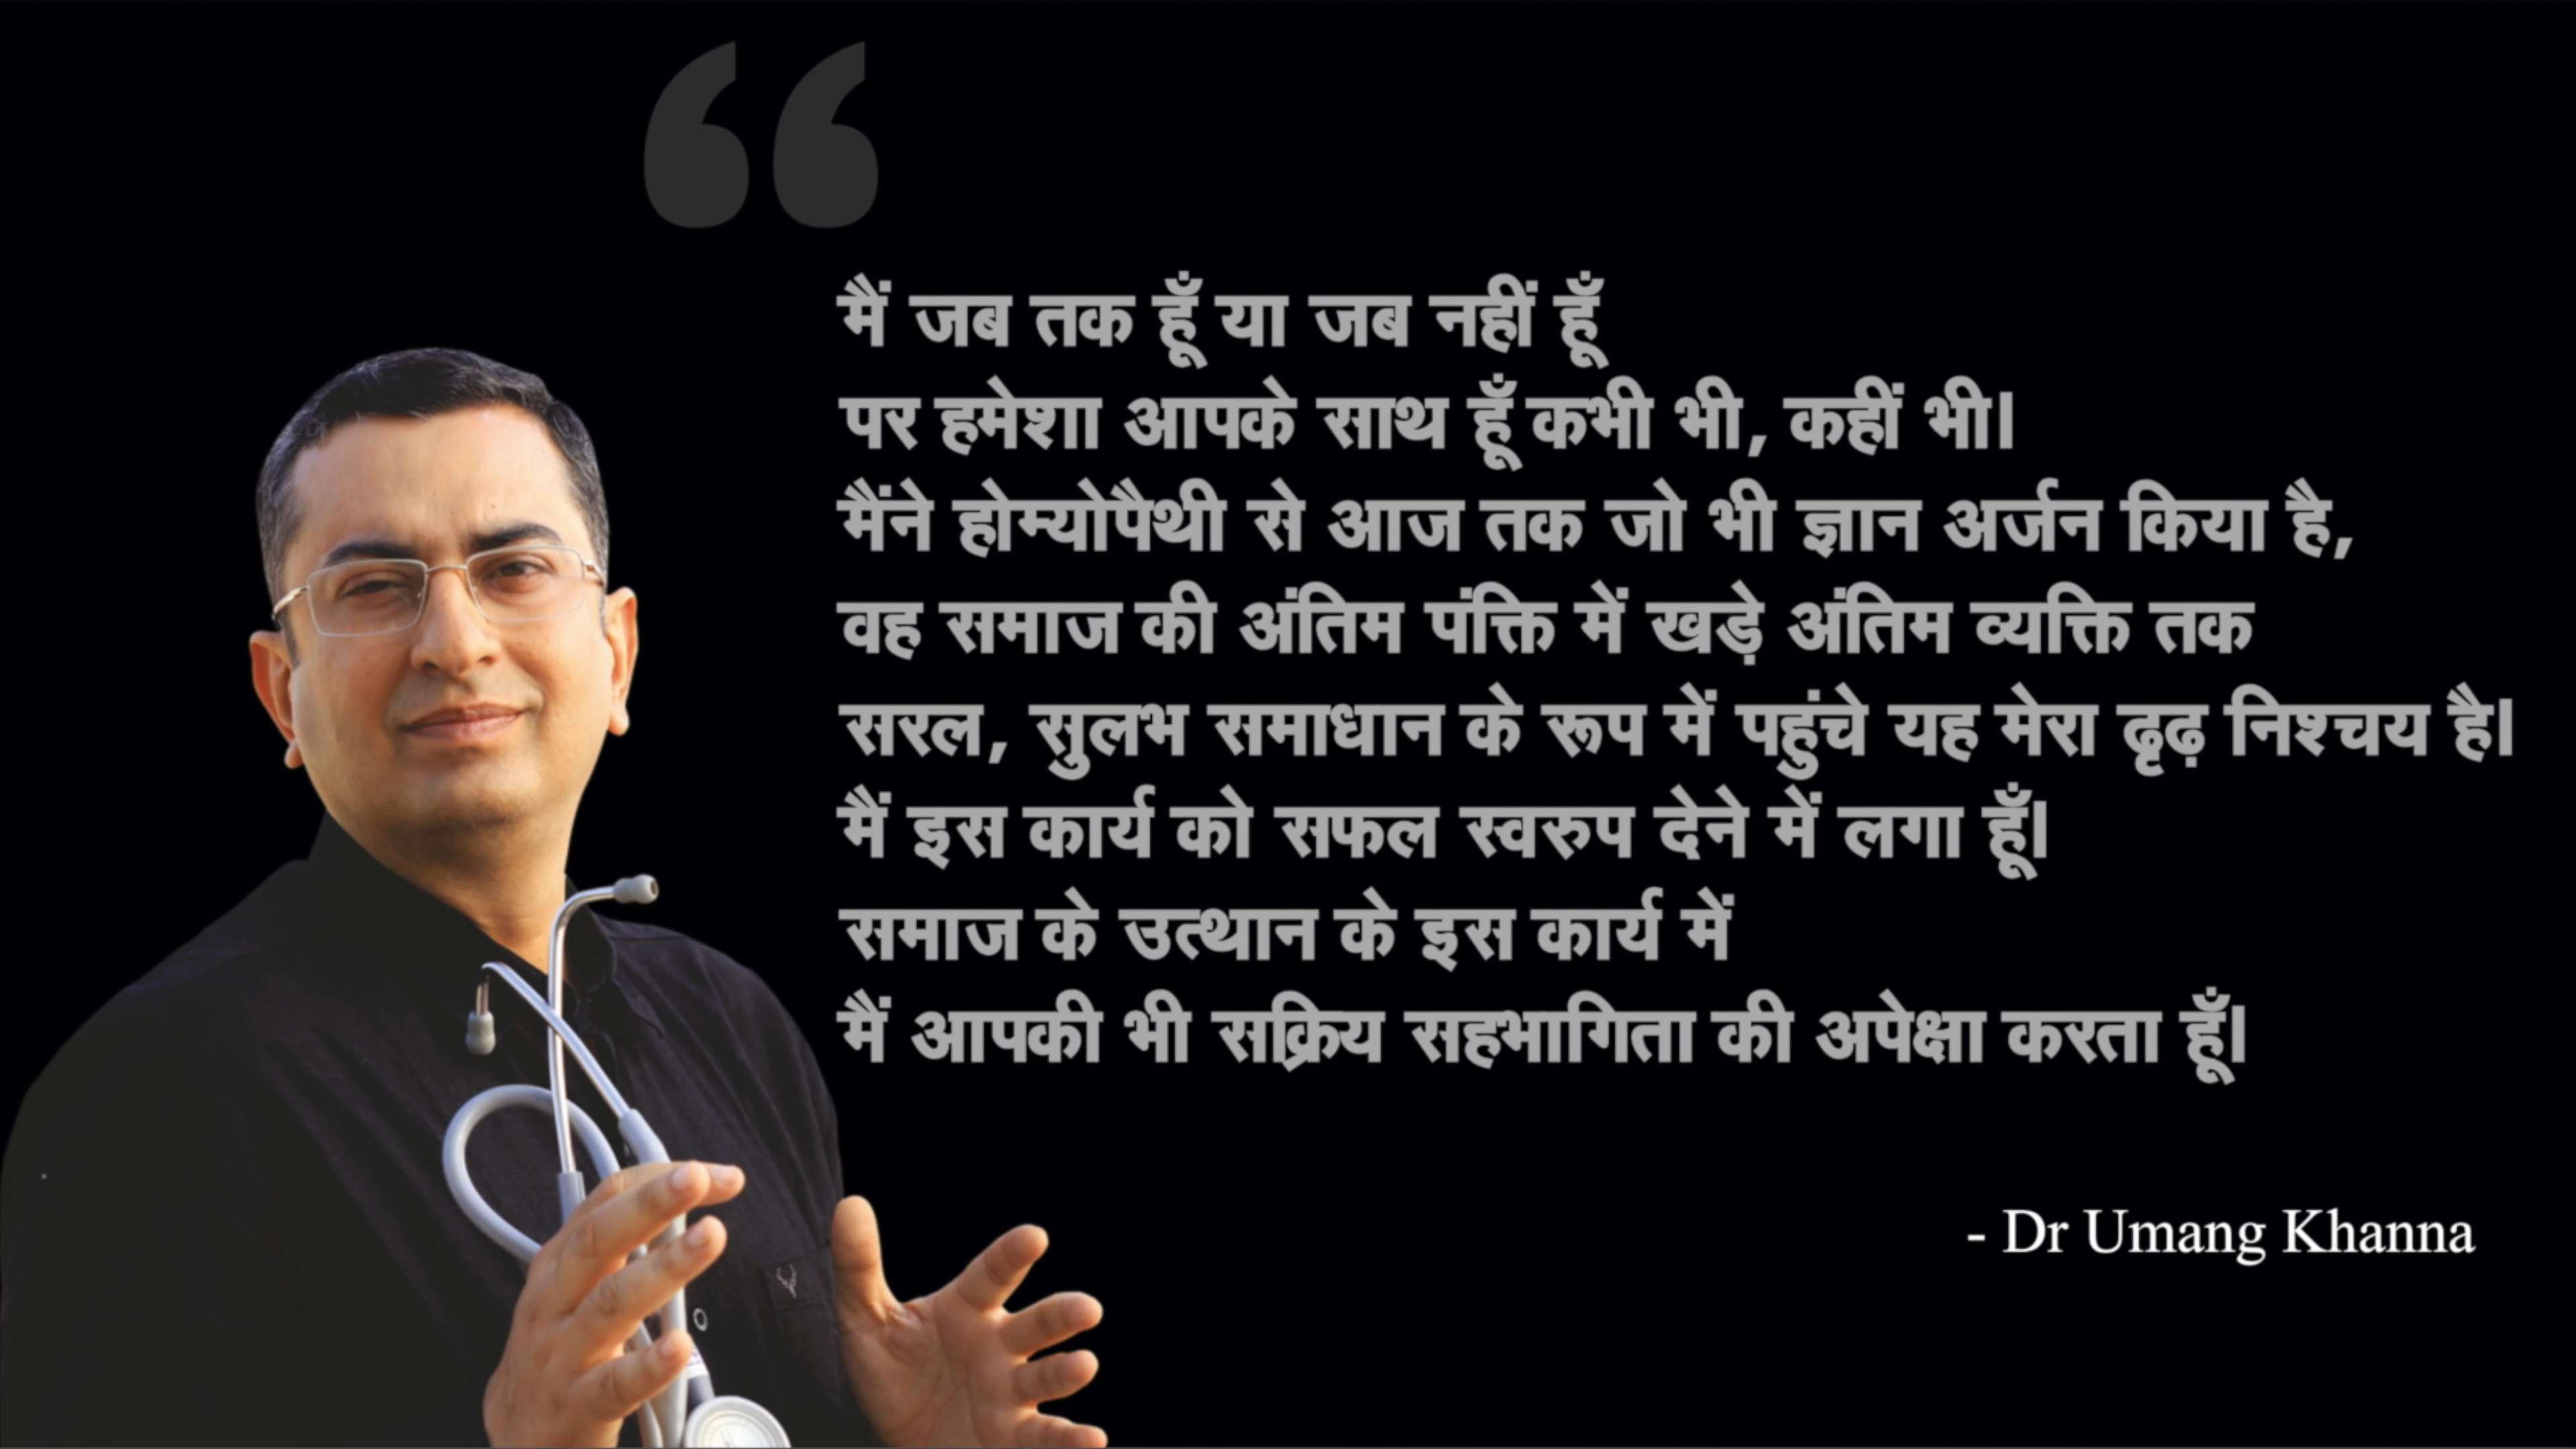 मैं जब तक हूँ या जब नहीं हूँ
पर हमेशा आपके साथ हूँ कभी भी, कहीं भी।
मैंने होम्योपैथी से आज तक जो भी ज्ञान अर्जन किया है,
वह समाज की अंतिम पंक्ति में खड़े अंतिम व्यक्ति तक
सरल, सुलभ समाधान के रूप में पहुंचे यह मेरा ढृढ़ निश्चय है।
मैं इस कार्य को सफल स्वरुप देने में लगा हूँ।
समाज के उत्थान के इस कार्य में
मैं आपकी भी सक्रिय सहभागिता की अपेक्षा करता हूँ।
- Dr Umang Khanna